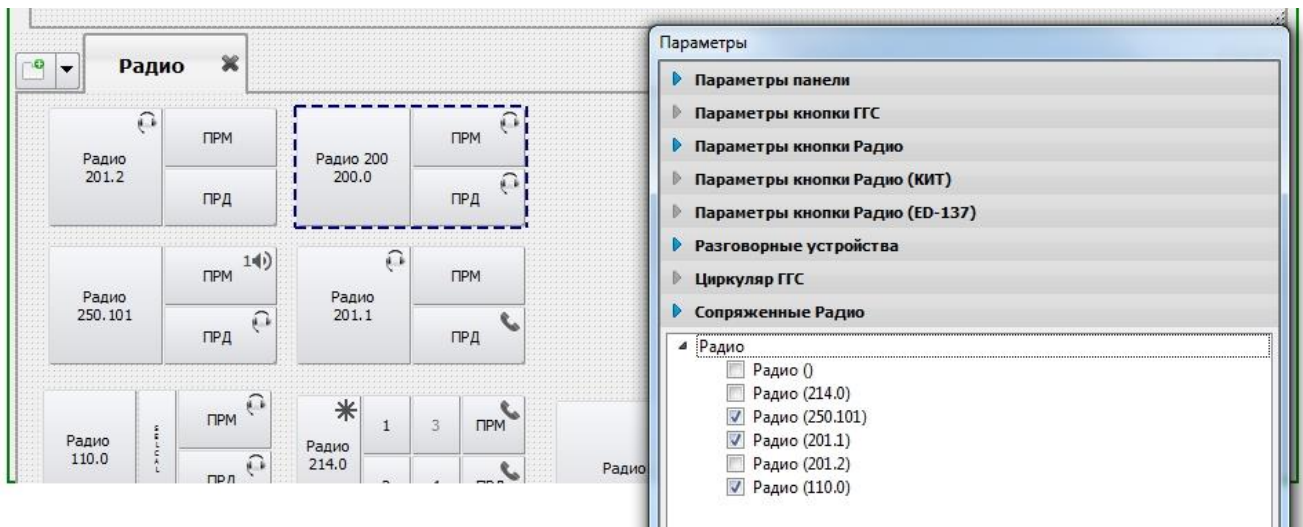 Радио
Радио
201.2
ПРМ
ПРД
Радио 200
200.0
ПРМ
ПРД
Радио
250.101
ПРМ
1
ПРД
Радио
201.1
ПРМ
ПРД
Радио
110.0
ПРМ
ПРД
Радио
214.0
1
3
ПРМ
Радио
Параметры
Параметры панели
Параметры кнопки ГГС
Параметры кнопки Радио
Параметры кнопки Радио (КИТ)
Параметры кнопки Радио (ED-137)
Разговорные устройства
Циркуляр ГГС
Сопряженные Радио
Радио
Радио ()
Радио (214.0)
Радио (250.101)
Радио (201.1)
Радио (201.2)
Радио (110.0)